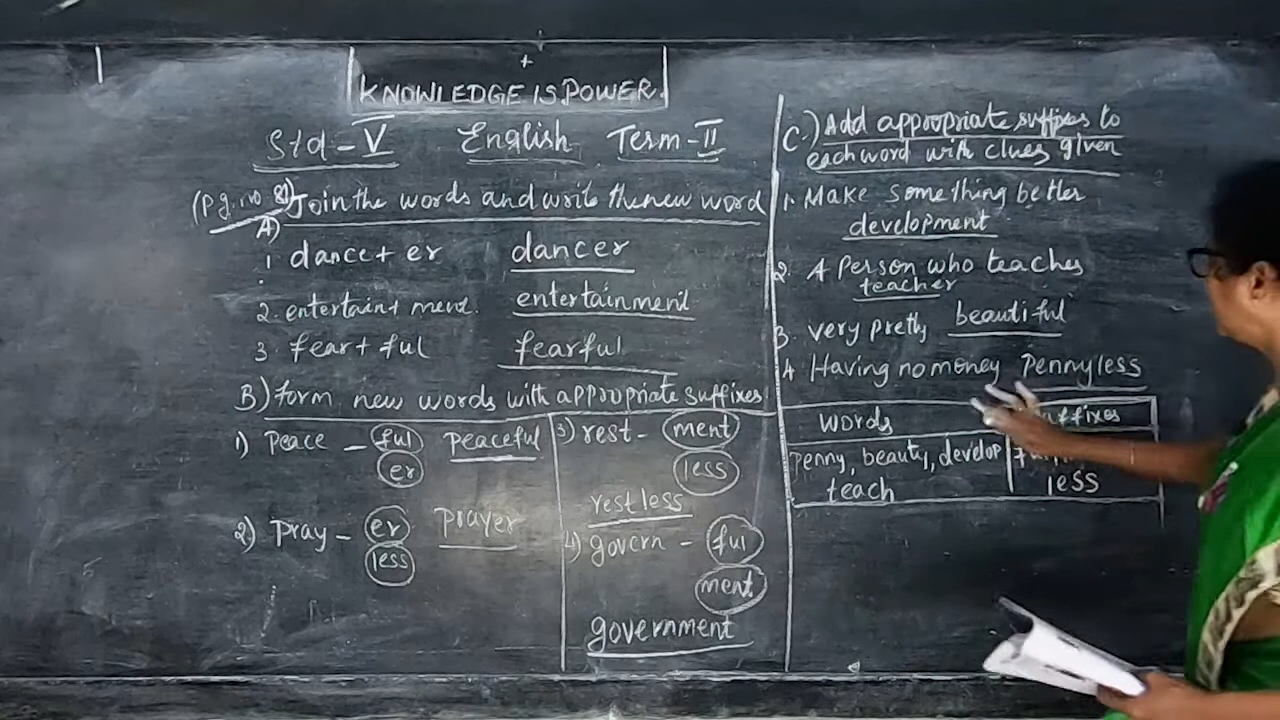 KNOWLEDGE IS POWER.
Std - V English Term - II
(Pg. no 81) Join the words and write the new word
A)
1. dance + er dancer
2. entertain + ment. entertainment
3. fear + ful fearful
B) Form new words with appropriate suffixes
1) peace - ful peaceful
er
2) pray - er prayer
less
3) rest - ment
less
restless
4) govern - ful
ment
government
C.) Add appropriate suffixes to
each word with clues given
1. Make something better
development
2. A Person who teaches
teacher
3. very pretty beautiful
4. Having no money Pennyless
words suffixes
penny, beauty, develop
teach less